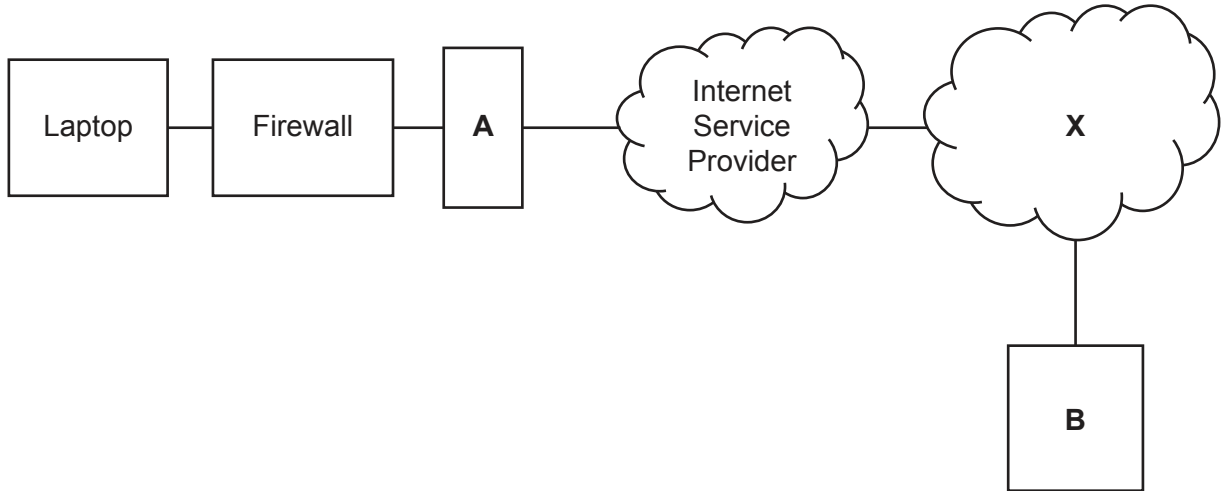 Laptop
Firewall
A
Internet
Service
Provider
X
B